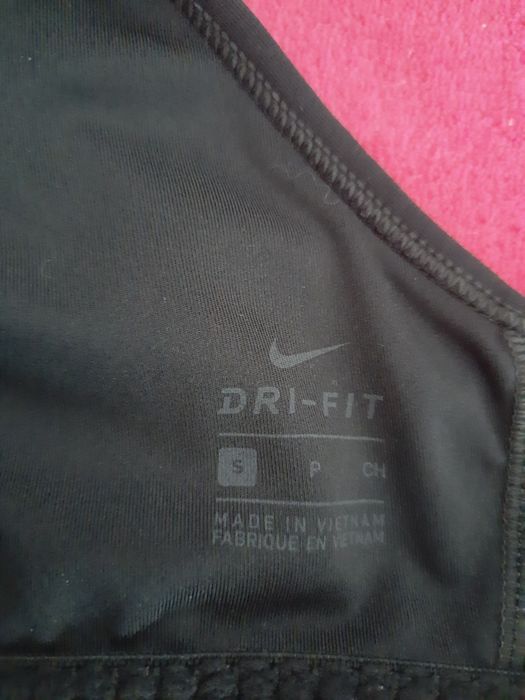 DRI-FIT
S P CH
MADE IN VIETNAM
FABRIQUE EN VIETNAM